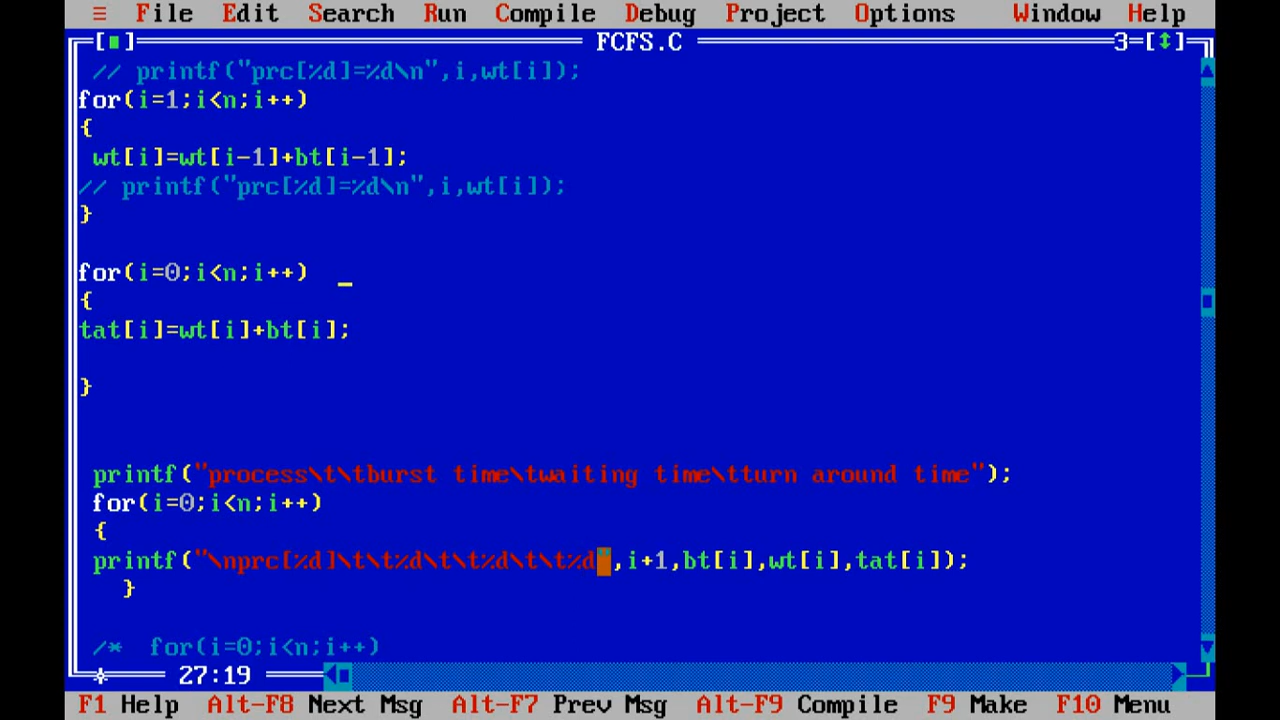 ≡ File Edit Search Run Compile Debug Project Options Window Help
[■] FCFS.C 3=[↕]
// printf("prc[%d]=%d\n",i,wt[i]);
for(i=1;i<n;i++)
{
wt[i]=wt[i-1]+bt[i-1];
// printf("prc[%d]=%d\n",i,wt[i]);
}
for(i=0;i<n;i++) _
{
tat[i]=wt[i]+bt[i];
}
printf("process\t\tburst time\twaiting time\tturn around time");
for(i=0;i<n;i++)
{
printf("\nprc[%d]\t\t%d\t\t%d\t\t%d",i+1,bt[i],wt[i],tat[i]);
}
/* for(i=0;i<n;i++)
27:19
F1 Help Alt-F8 Next Msg Alt-F7 Prev Msg Alt-F9 Compile F9 Make F10 Menu